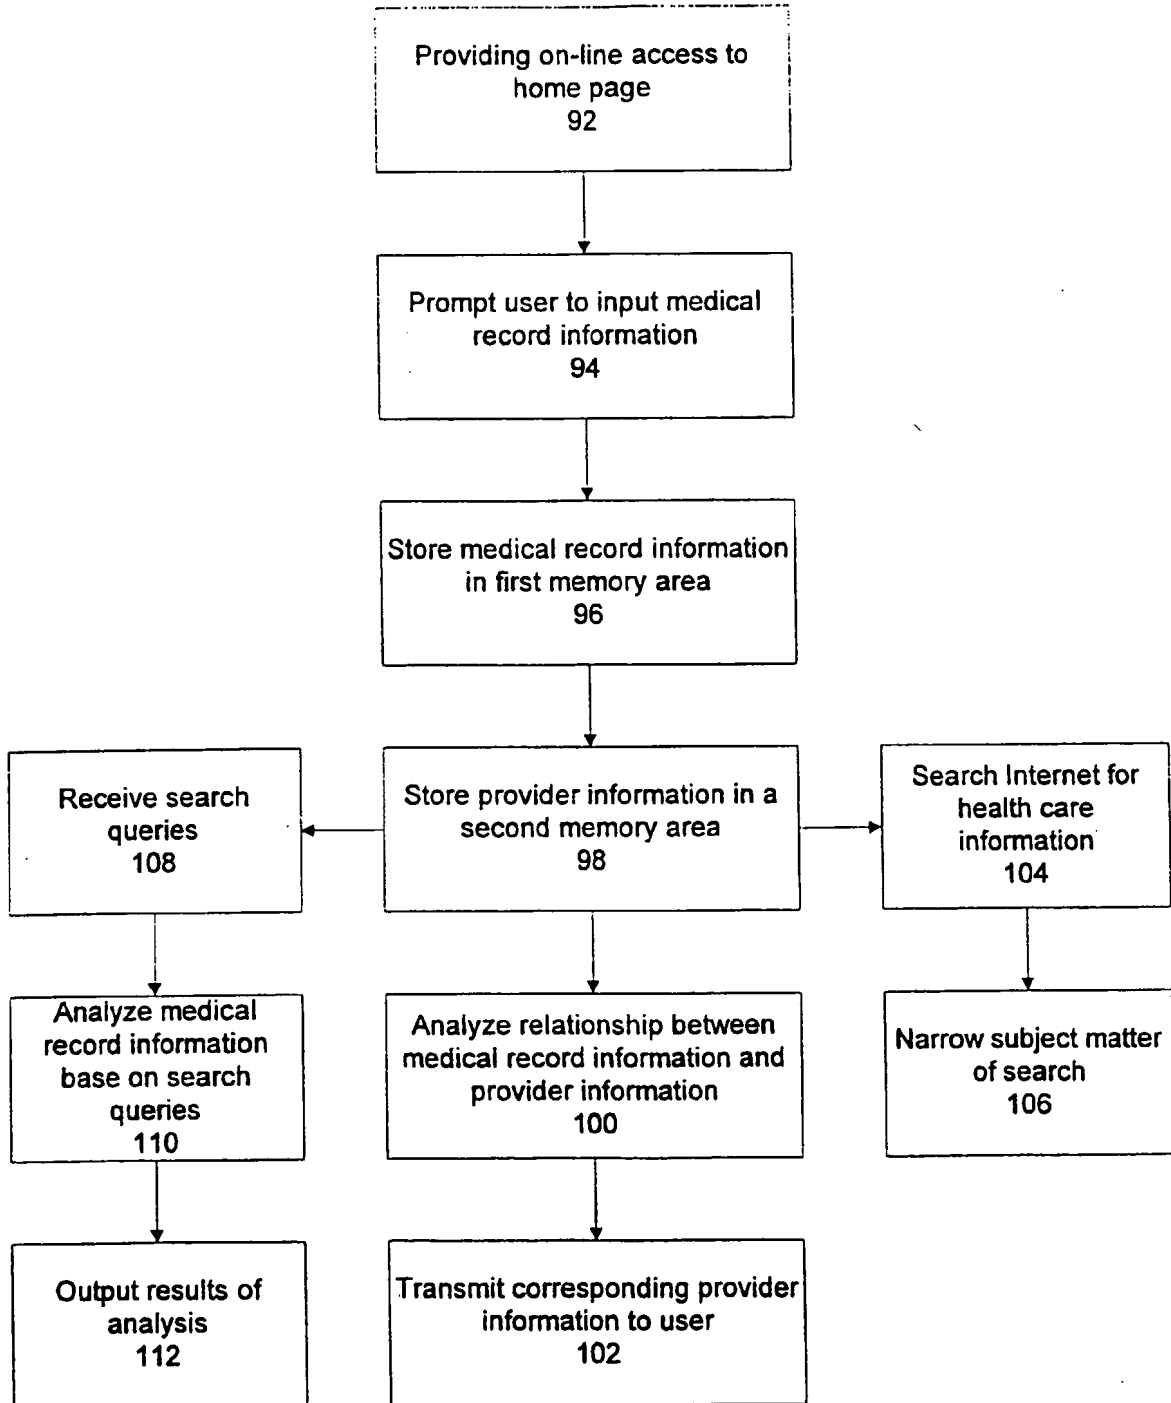 Providing on-line access to
home page
92
Prompt user to input medical
record information
94
Store medical record information
in first memory area
96
Store provider information in a
second memory area
98
Receive search
queries
108
Search Internet for
health care
information
104
Analyze medical
record information
base on search
queries
110
Analyze relationship between
medical record information and
provider information
100
Narrow subject matter
of search
106
Output results of
analysis
112
Transmit corresponding provider
information to user
102